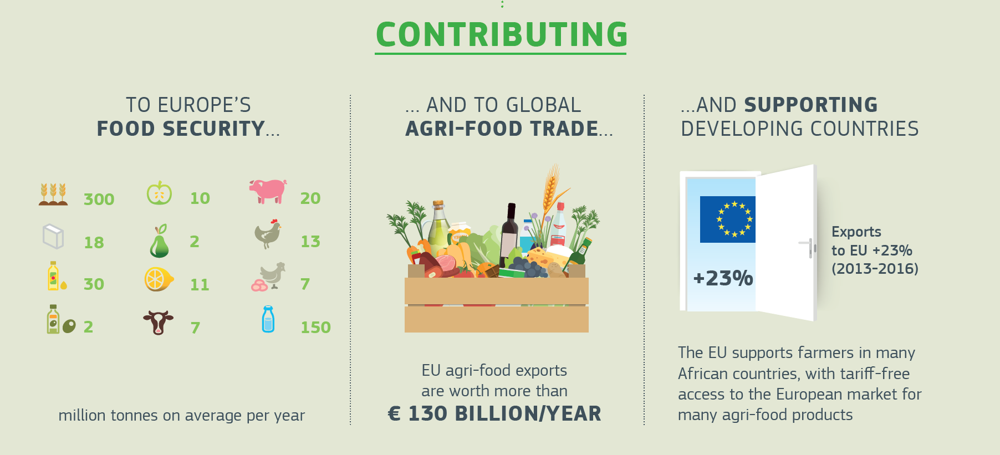 CONTRIBUTING
TO EUROPE’S
FOOD SECURITY...
300
10
20
18
2
13
30
11
7
2
7
150
million tonnes on average per year
... AND TO GLOBAL
AGRI-FOOD TRADE...
EU agri-food exports
are worth more than
€ 130 BILLION/YEAR
...AND SUPPORTING
DEVELOPING COUNTRIES
+23%
Exports
to EU +23%
(2013-2016)
The EU supports farmers in many
African countries, with tariff-free
access to the European market for
many agri-food products